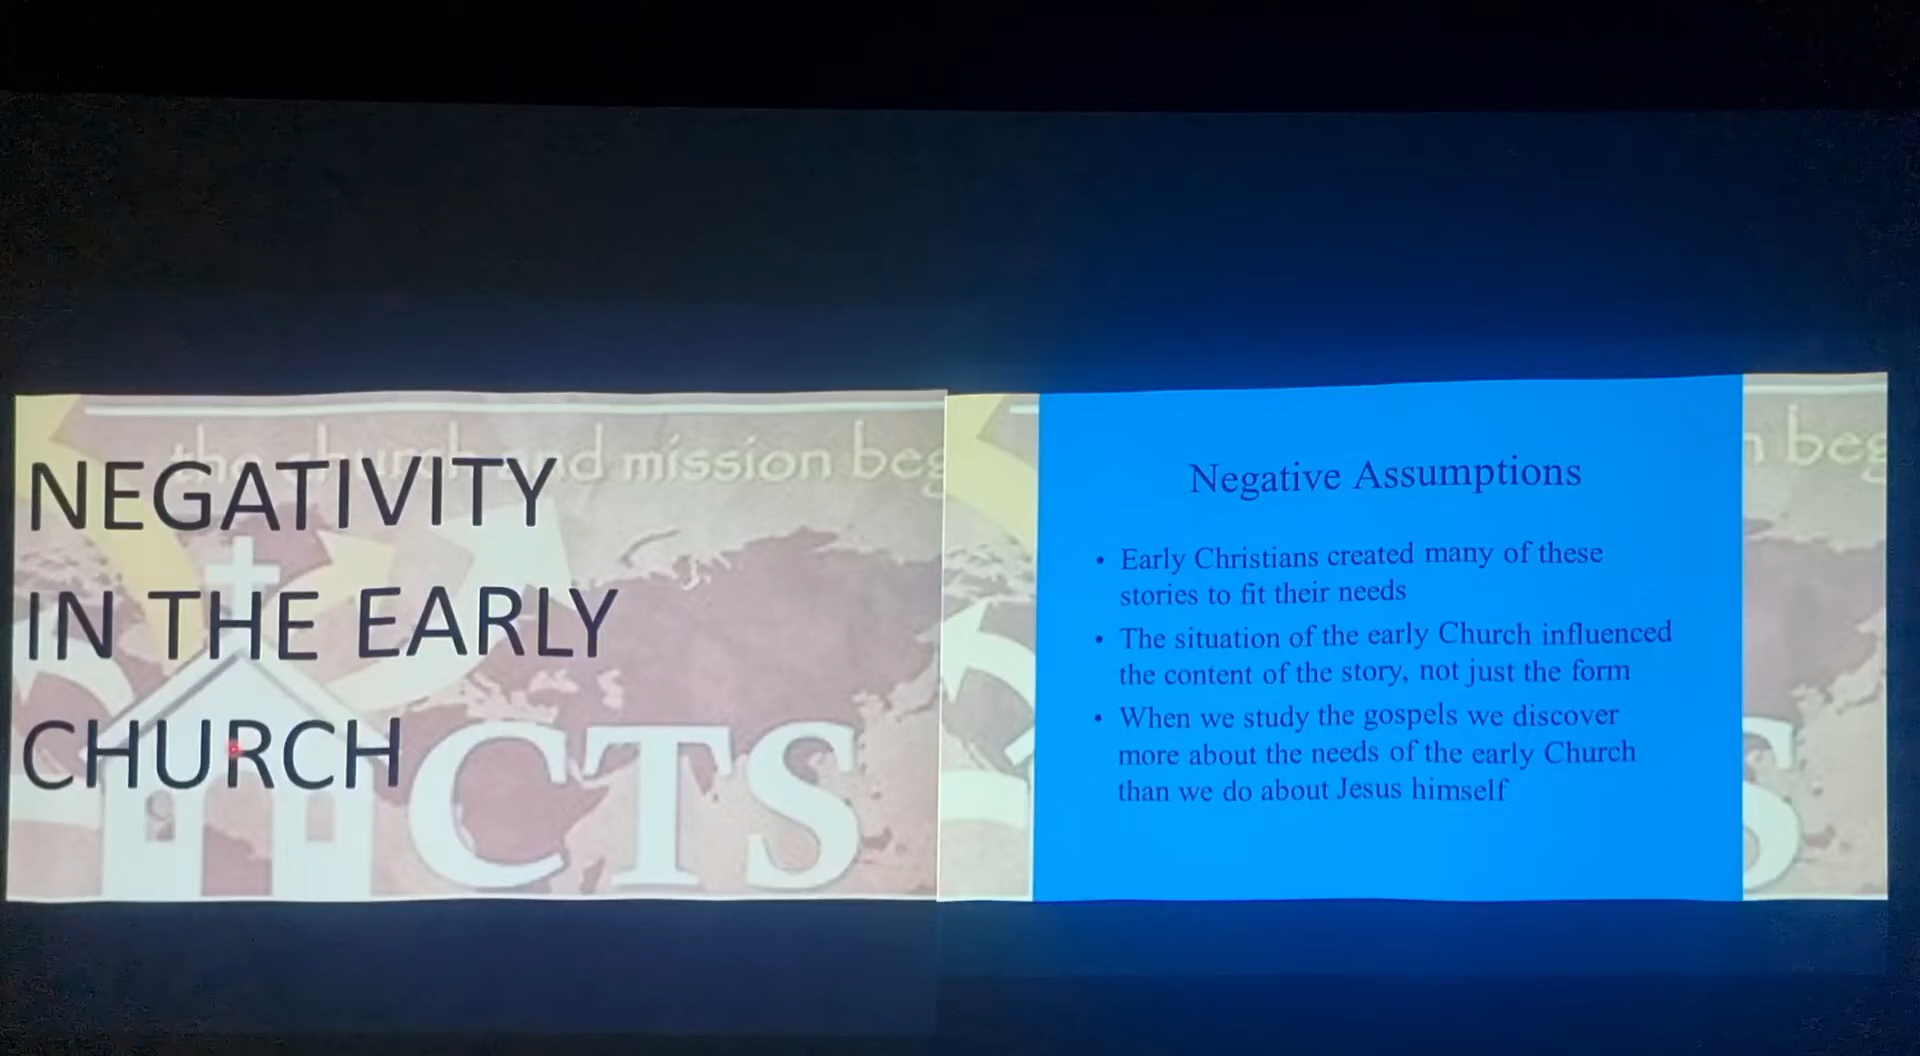 the church and mission beg
NEGATIVITY
IN THE EARLY
CHURCH
CTS
n beg
Negative Assumptions
• Early Christians created many of these
stories to fit their needs
• The situation of the early Church influenced
the content of the story, not just the form
• When we study the gospels we discover
more about the needs of the early Church
than we do about Jesus himself
S